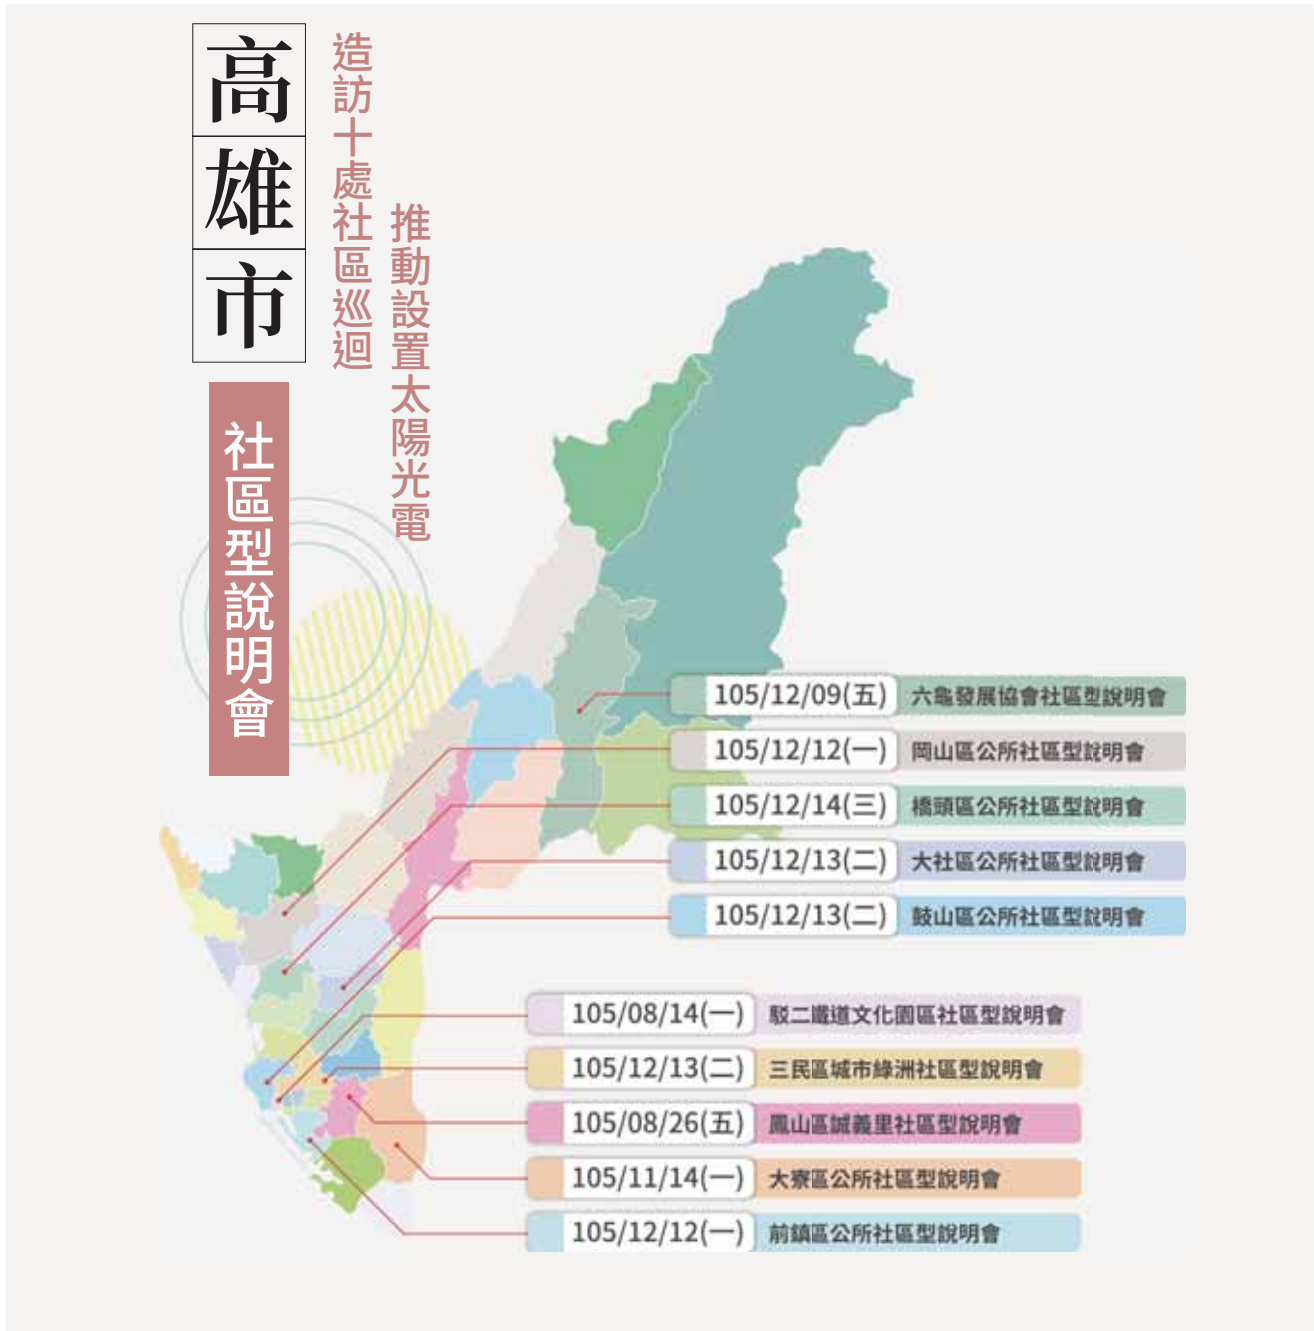 高雄市
社區型說明會
造訪十處社區巡迴
推動設置太陽光電
105/12/09(五) 六龜發展協會社區型說明會
105/12/12(一) 岡山區公所社區型說明會
105/12/14(三) 橋頭區公所社區型說明會
105/12/13(二) 大社區公所社區型說明會
105/12/13(二) 鼓山區公所社區型說明會
105/08/14(一) 駁二鐵道文化園區社區型說明會
105/12/13(二) 三民區城市綠洲社區型說明會
105/08/26(五) 鳳山區誠義里社區型說明會
105/11/14(一) 大寮區公所社區型說明會
105/12/12(一) 前鎮區公所社區型說明會